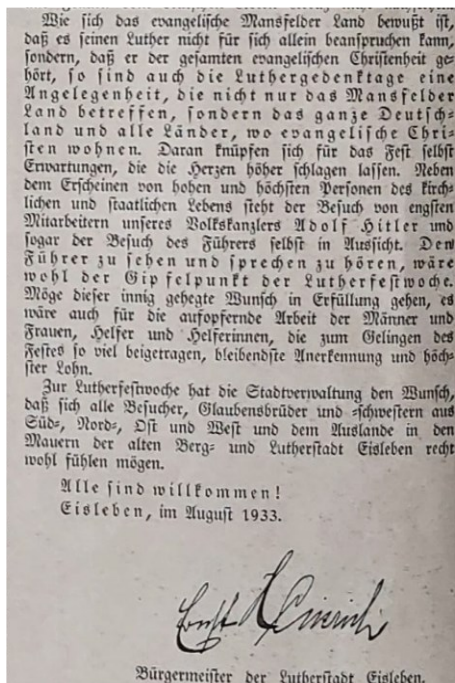 Wie sich das evangelische Mansfelder Land bewußt ist,
daß es seinen Luther nicht für sich allein beanspruchen kann,
sondern, daß er der gesamten evangelischen Christenheit ge-
hört, so sind auch die Luthergedenktage eine
Angelegenheit, die nicht nur das Mansfelder
Land betreffen, sondern das ganze Deutsch-
land und alle Länder, wo evangelische Chri-
sten wohnen. Daran knüpfen sich für das Fest selbst
Erwartungen, die die Herzen höher schlagen lassen. Neben
dem Erscheinen von hohen und höchsten Personen des kirch-
lichen und staatlichen Lebens steht der Besuch von engsten
Mitarbeitern unseres Volkskanzlers Adolf Hitler und
sogar der Besuch des Führers selbst in Aussicht. Den
Führer zu sehen und sprechen zu hören, wäre
wohl der Gipfelpunkt der Lutherfestwoche.
Möge dieser innig gehegte Wunsch in Erfüllung gehen, es
wäre auch für die aufopfernde Arbeit der Männer und
Frauen, Helfer und Helferinnen, die zum Gelingen des
Festes so viel beigetragen, bleibendste Anerkennung und höch-
ster Lohn.
Zur Lutherfestwoche hat die Stadtverwaltung den Wunsch,
daß sich alle Besucher, Glaubensbrüder und -schwestern aus
Süd-, Nord-, Ost und West und dem Auslande in den
Mauern der alten Berg- und Lutherstadt Eisleben recht
wohl fühlen mögen.
Alle sind willkommen!
Eisleben, im August 1933.
Heinrich
Bürgermeister der Lutherstadt Eisleben.